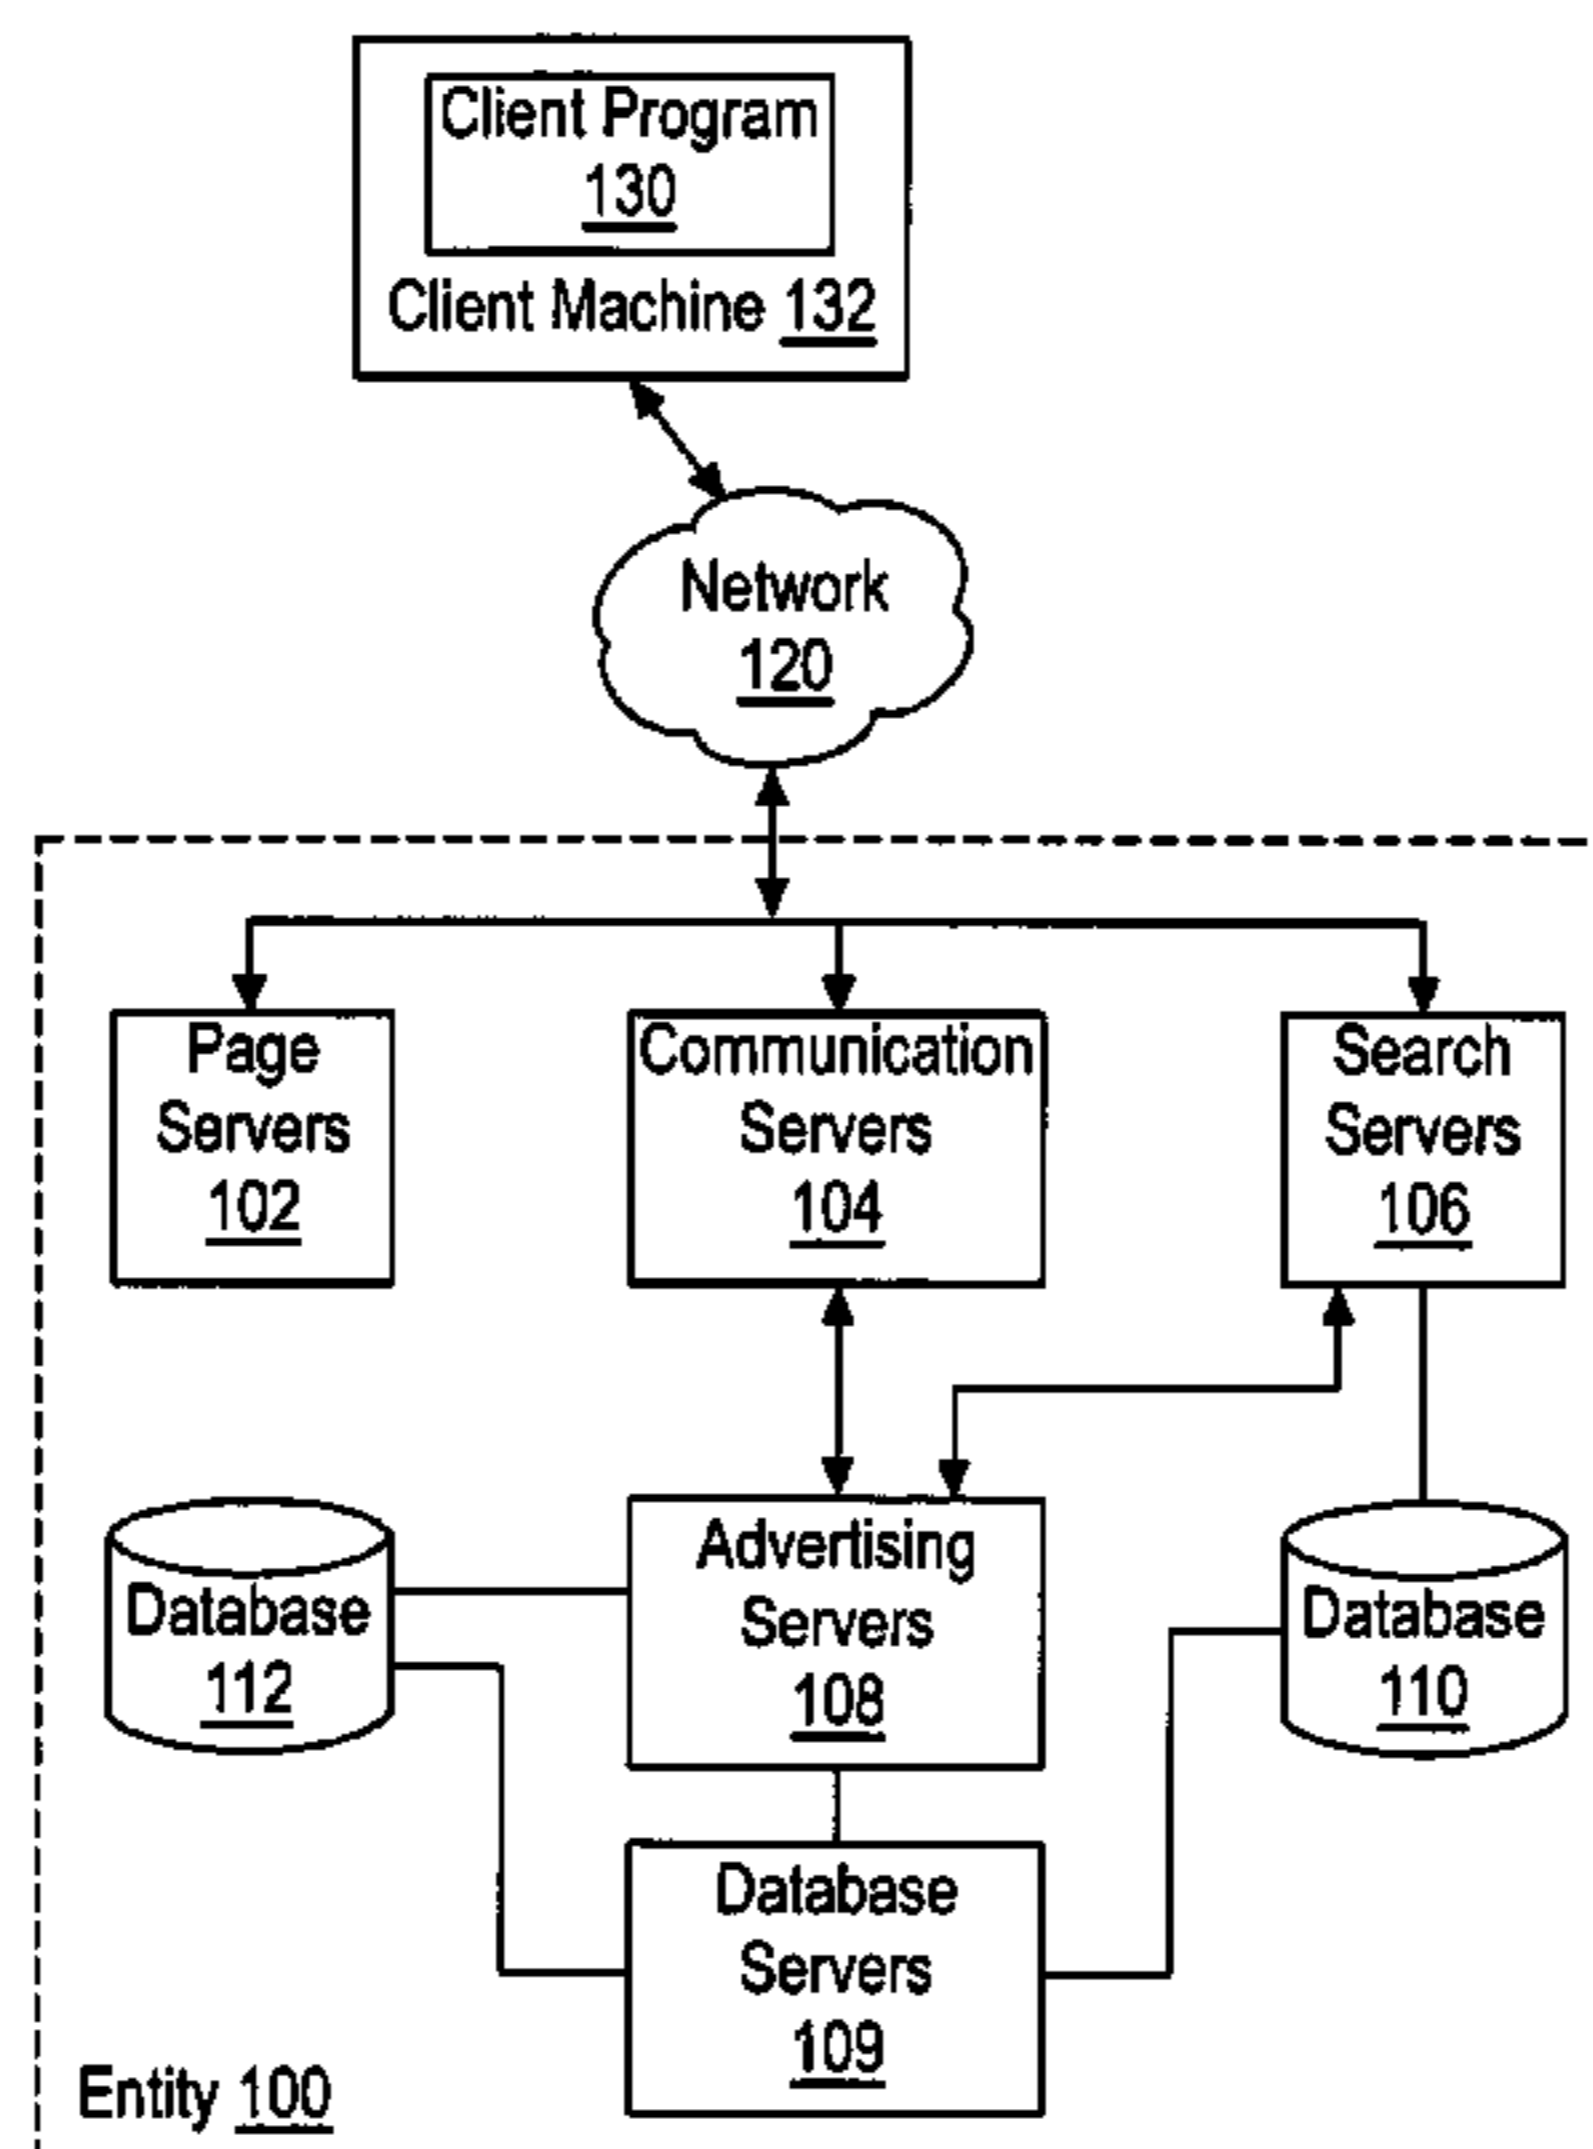 Client Program
130
Client Machine 132
Network
120
Page
Servers
102
Communication
Servers
104
Search
Servers
106
Database
112
Advertising
Servers
108
Database
110
Database
Servers
109
Entity 100